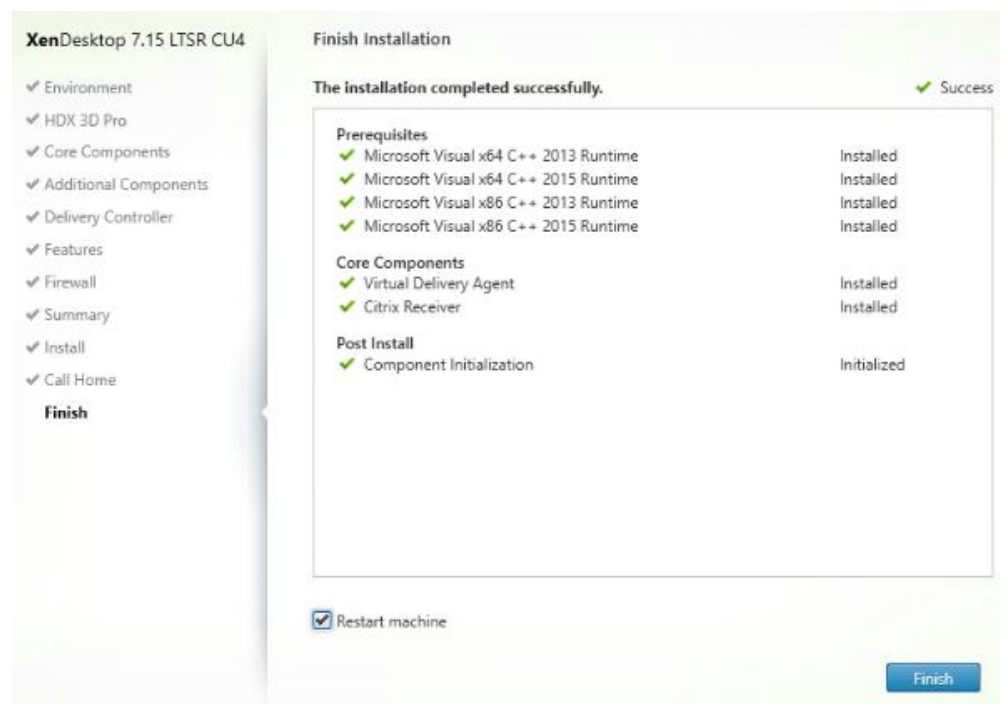 XenDesktop 7.15 LTSR CU4
Environment
HDX 3D Pro
Core Components
Additional Components
Delivery Controller
Features
Firewall
Summary
Install
Call Home
Finish
Finish Installation
The installation completed successfully.
Success
Prerequisites
Microsoft Visual x64 C++ 2013 Runtime Installed
Microsoft Visual x64 C++ 2015 Runtime Installed
Microsoft Visual x86 C++ 2013 Runtime Installed
Microsoft Visual x86 C++ 2015 Runtime Installed
Core Components
Virtual Delivery Agent Installed
Citrix Receiver Installed
Post Install
Component Initialization Initialized
Restart machine
Finish